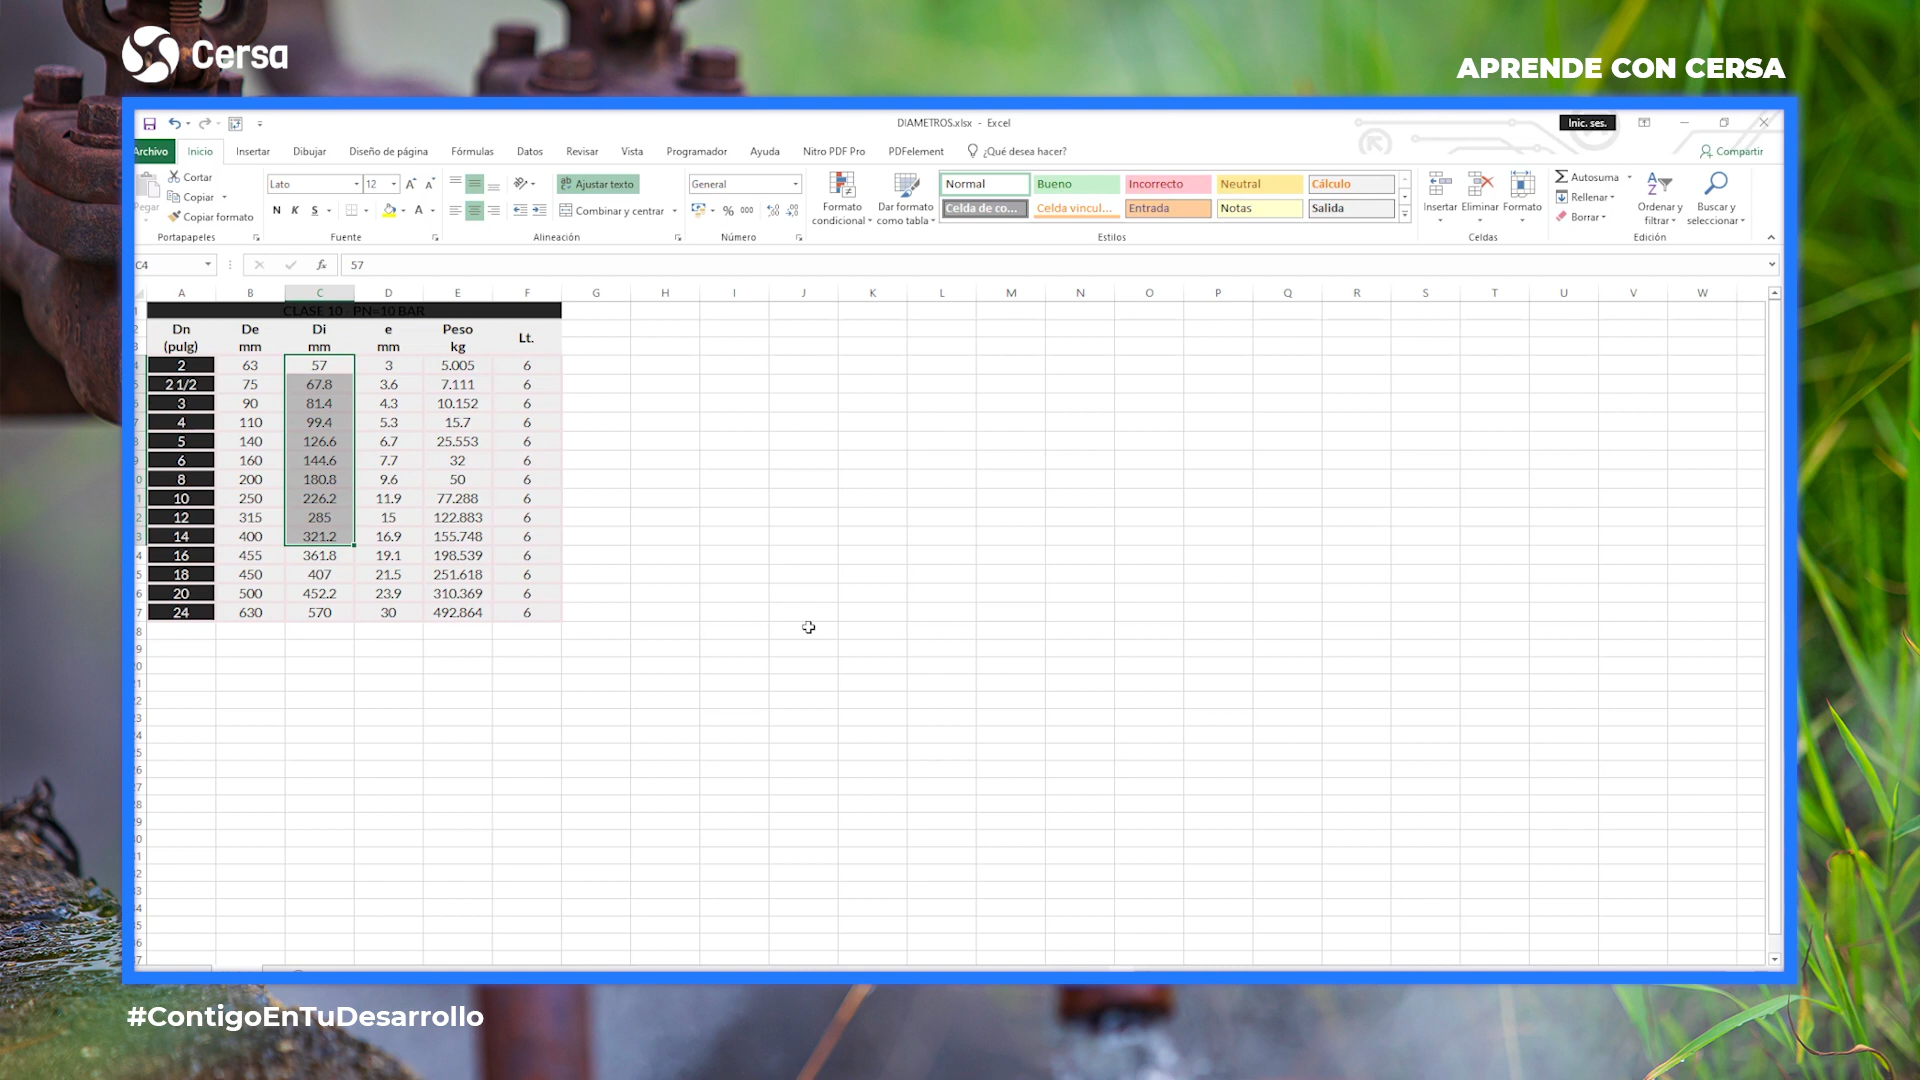 Cersa
APRENDE CON CERSA
DIAMETROS.xlsx - Excel
Inic. ses.
Archivo Inicio Insertar Dibujar Diseño de página Fórmulas Datos Revisar Vista Programador Ayuda Nitro PDF Pro PDFelement ¿Qué desea hacer? Compartir
Pegar Cortar
Copiar
Copiar formato
Portapapeles
Lato 12
N K S A
Fuente
Ajustar texto
Combinar y centrar
Alineación
General
% 000
Número
Formato condicional
Dar formato como tabla
Normal Bueno Incorrecto Neutral Cálculo
Celda de co... Celda vincul... Entrada Notas Salida
Estilos
Insertar Eliminar Formato
Celdas
Autosuma
Rellenar
Borrar
Ordenar y filtrar
Buscar y seleccionar
Edición
C4 fx 57
A B C D E F G H I J K L M N O P Q R S T U V W
CLASE 10 - PN=10 BAR
Dn De Di e Peso Lt.
(pulg) mm mm mm kg
2 63 57 3 5.005 6
2 1/2 75 67.8 3.6 7.111 6
3 90 81.4 4.3 10.152 6
4 110 99.4 5.3 15.7 6
5 140 126.6 6.7 25.553 6
6 160 144.6 7.7 32 6
8 200 180.8 9.6 50 6
10 250 226.2 11.9 77.288 6
12 315 285 15 122.883 6
14 400 321.2 16.9 155.748 6
16 455 361.8 19.1 198.539 6
18 450 407 21.5 251.618 6
20 500 452.2 23.9 310.369 6
24 630 570 30 492.864 6
#ContigoEnTuDesarrollo